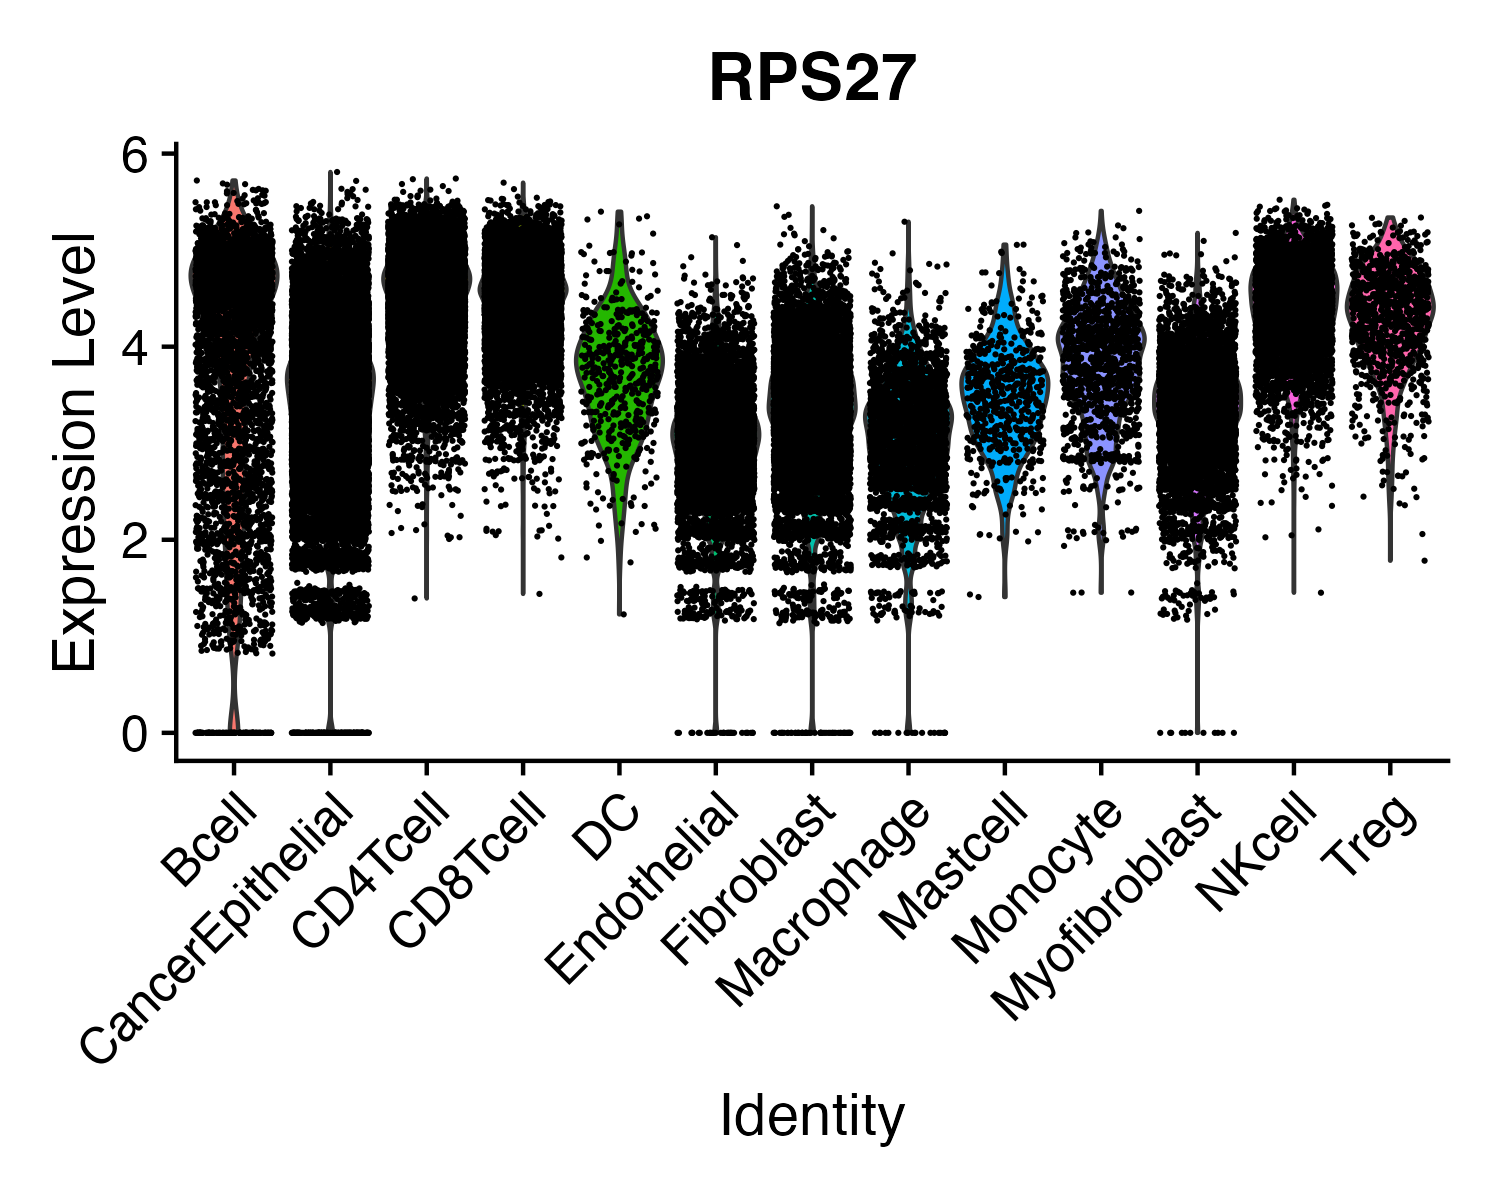 RPS27
Expression Level
6
4
2
0
Bcell
CancerEpithelial
CD4Tcell
CD8Tcell
DC
Endothelial
Fibroblast
Macrophage
Mastcell
Monocyte
Myofibroblast
NKcell
Treg
Identity